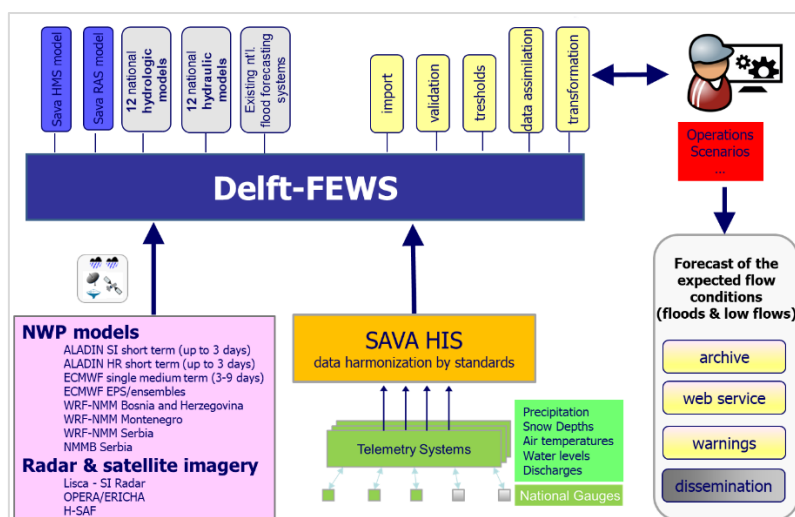 Sava HMS model
Sava RAS model
12 national
hydrologic
models
12 national
hydraulic
models
Existing nt'l.
flood forecasting
systems
import
validation
tresholds
data assimilation
transformation
Delft-FEWS
Operations
Scenarios
...
NWP models
ALADIN SI short term (up to 3 days)
ALADIN HR short term (up to 3 days)
ECMWF single medium term (3-9 days)
ECMWF EPS/ensembles
WRF-NMM Bosnia and Herzegovina
WRF-NMM Montenegro
WRF-NMM Serbia
NMMB Serbia
Radar & satellite imagery
Lisca - SI Radar
OPERA/ERICHA
H-SAF
SAVA HIS
data harmonization by standards
Telemetry Systems
Precipitation
Snow Depths
Air temperatures
Water levels
Discharges
National Gauges
Forecast of the
expected flow
conditions
(floods & low flows)
archive
web service
warnings
dissemination